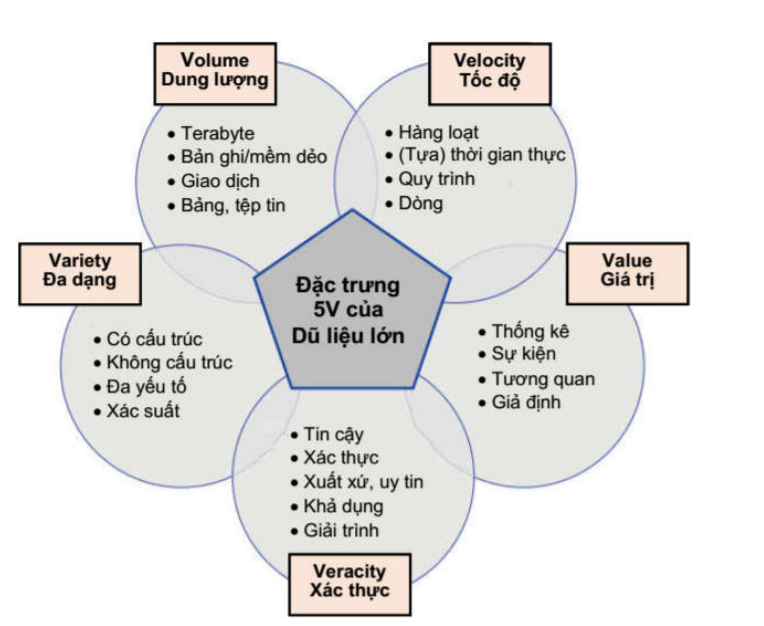 Volume
Dung lượng
• Terabyte
• Bản ghi/mềm dẻo
• Giao dịch
• Bảng, tệp tin
Velocity
Tốc độ
• Hàng loạt
• (Tựa) thời gian thực
• Quy trình
• Dòng
Variety
Đa dạng
• Có cấu trúc
• Không cấu trúc
• Đa yếu tố
• Xác suất
Đặc trưng
5V của
Dũ liệu lớn
Value
Giá trị
• Thống kê
• Sự kiện
• Tương quan
• Giả định
• Tin cậy
• Xác thực
• Xuất xứ, uy tin
• Khả dụng
• Giải trình
Veracity
Xác thực